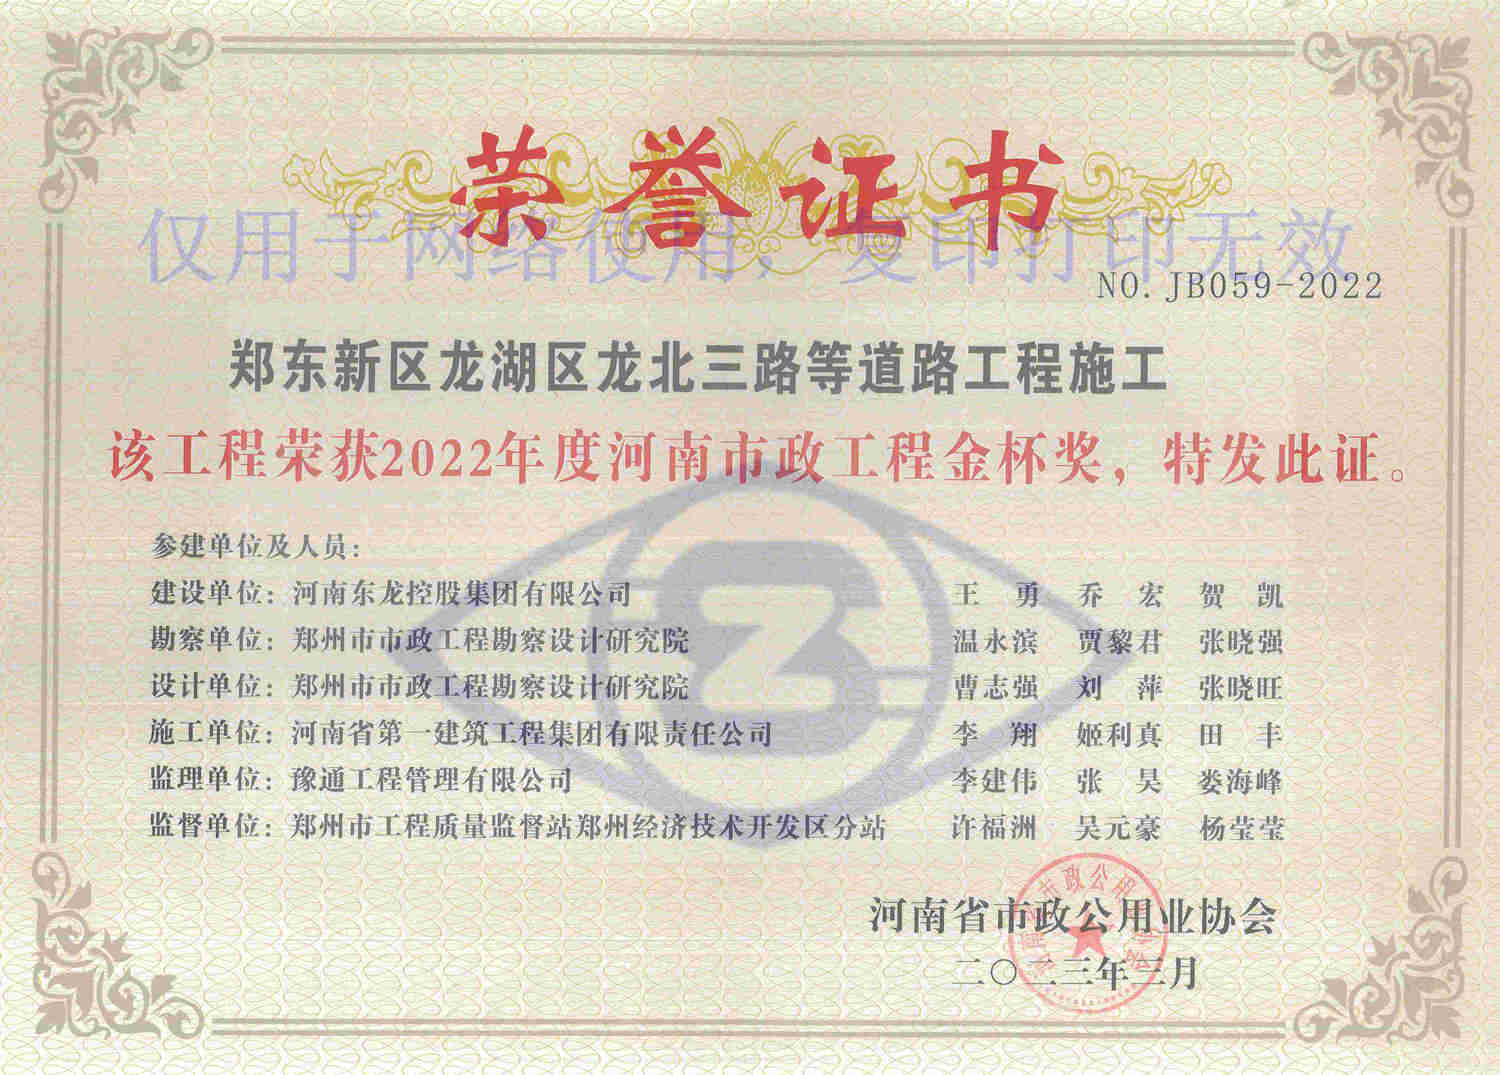 荣誉证书
仅用于网络使用，复印打印无效
NO. JB059-2022
郑东新区龙湖区龙北三路等道路工程施工
该工程荣获2022年度河南市政工程金杯奖，特发此证。
参建单位及人员：
建设单位：河南东龙控股集团有限公司 王勇 乔宏 贺凯
勘察单位：郑州市市政工程勘察设计研究院 温永滨 贾黎君 张晓强
设计单位：郑州市市政工程勘察设计研究院 曹志强 刘萍 张晓旺
施工单位：河南省第一建筑工程集团有限责任公司 李翔 姬利真 田丰
监理单位：豫通工程管理有限公司 李建伟 张昊 娄海峰
监督单位：郑州市工程质量监督站郑州经济技术开发区分站 许福洲 吴元豪 杨莹莹
河南省市政公用业协会
二〇二三年三月